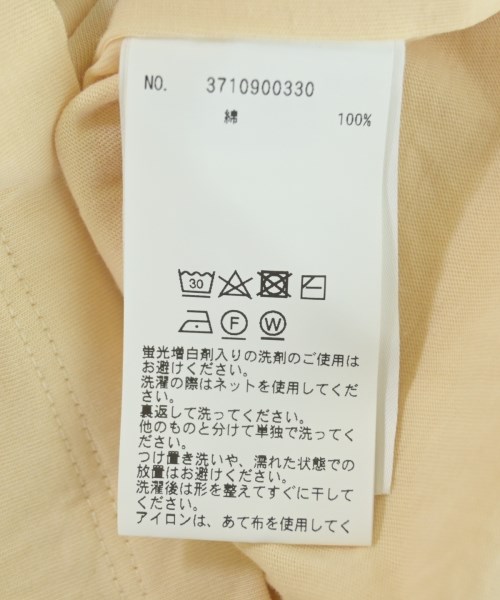 NO. 3710900330
綿 100%
30
F W
蛍光増白剤入りの洗剤のご使用は
お避けください。
洗濯の際はネットを使用してくだ
さい。
裏返して洗ってください。
他のものと分けて単独で洗ってく
ださい。
つけ置き洗いや、濡れた状態での
放置はお避けください。
洗濯後は形を整えてすぐに干して
ください。
アイロンは、あて布を使用してく